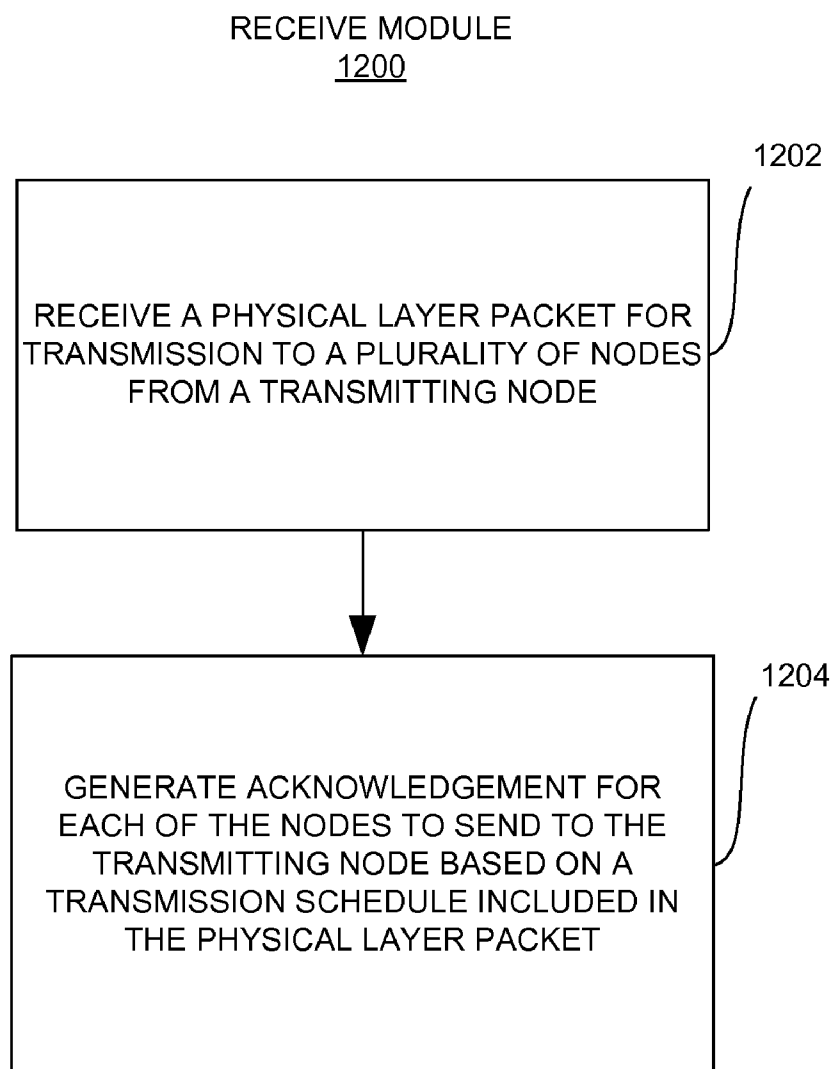 RECEIVE MODULE
1200
1202
RECEIVE A PHYSICAL LAYER PACKET FOR
TRANSMISSION TO A PLURALITY OF NODES
FROM A TRANSMITTING NODE
1204
GENERATE ACKNOWLEDGEMENT FOR
EACH OF THE NODES TO SEND TO THE
TRANSMITTING NODE BASED ON A
TRANSMISSION SCHEDULE INCLUDED IN
THE PHYSICAL LAYER PACKET